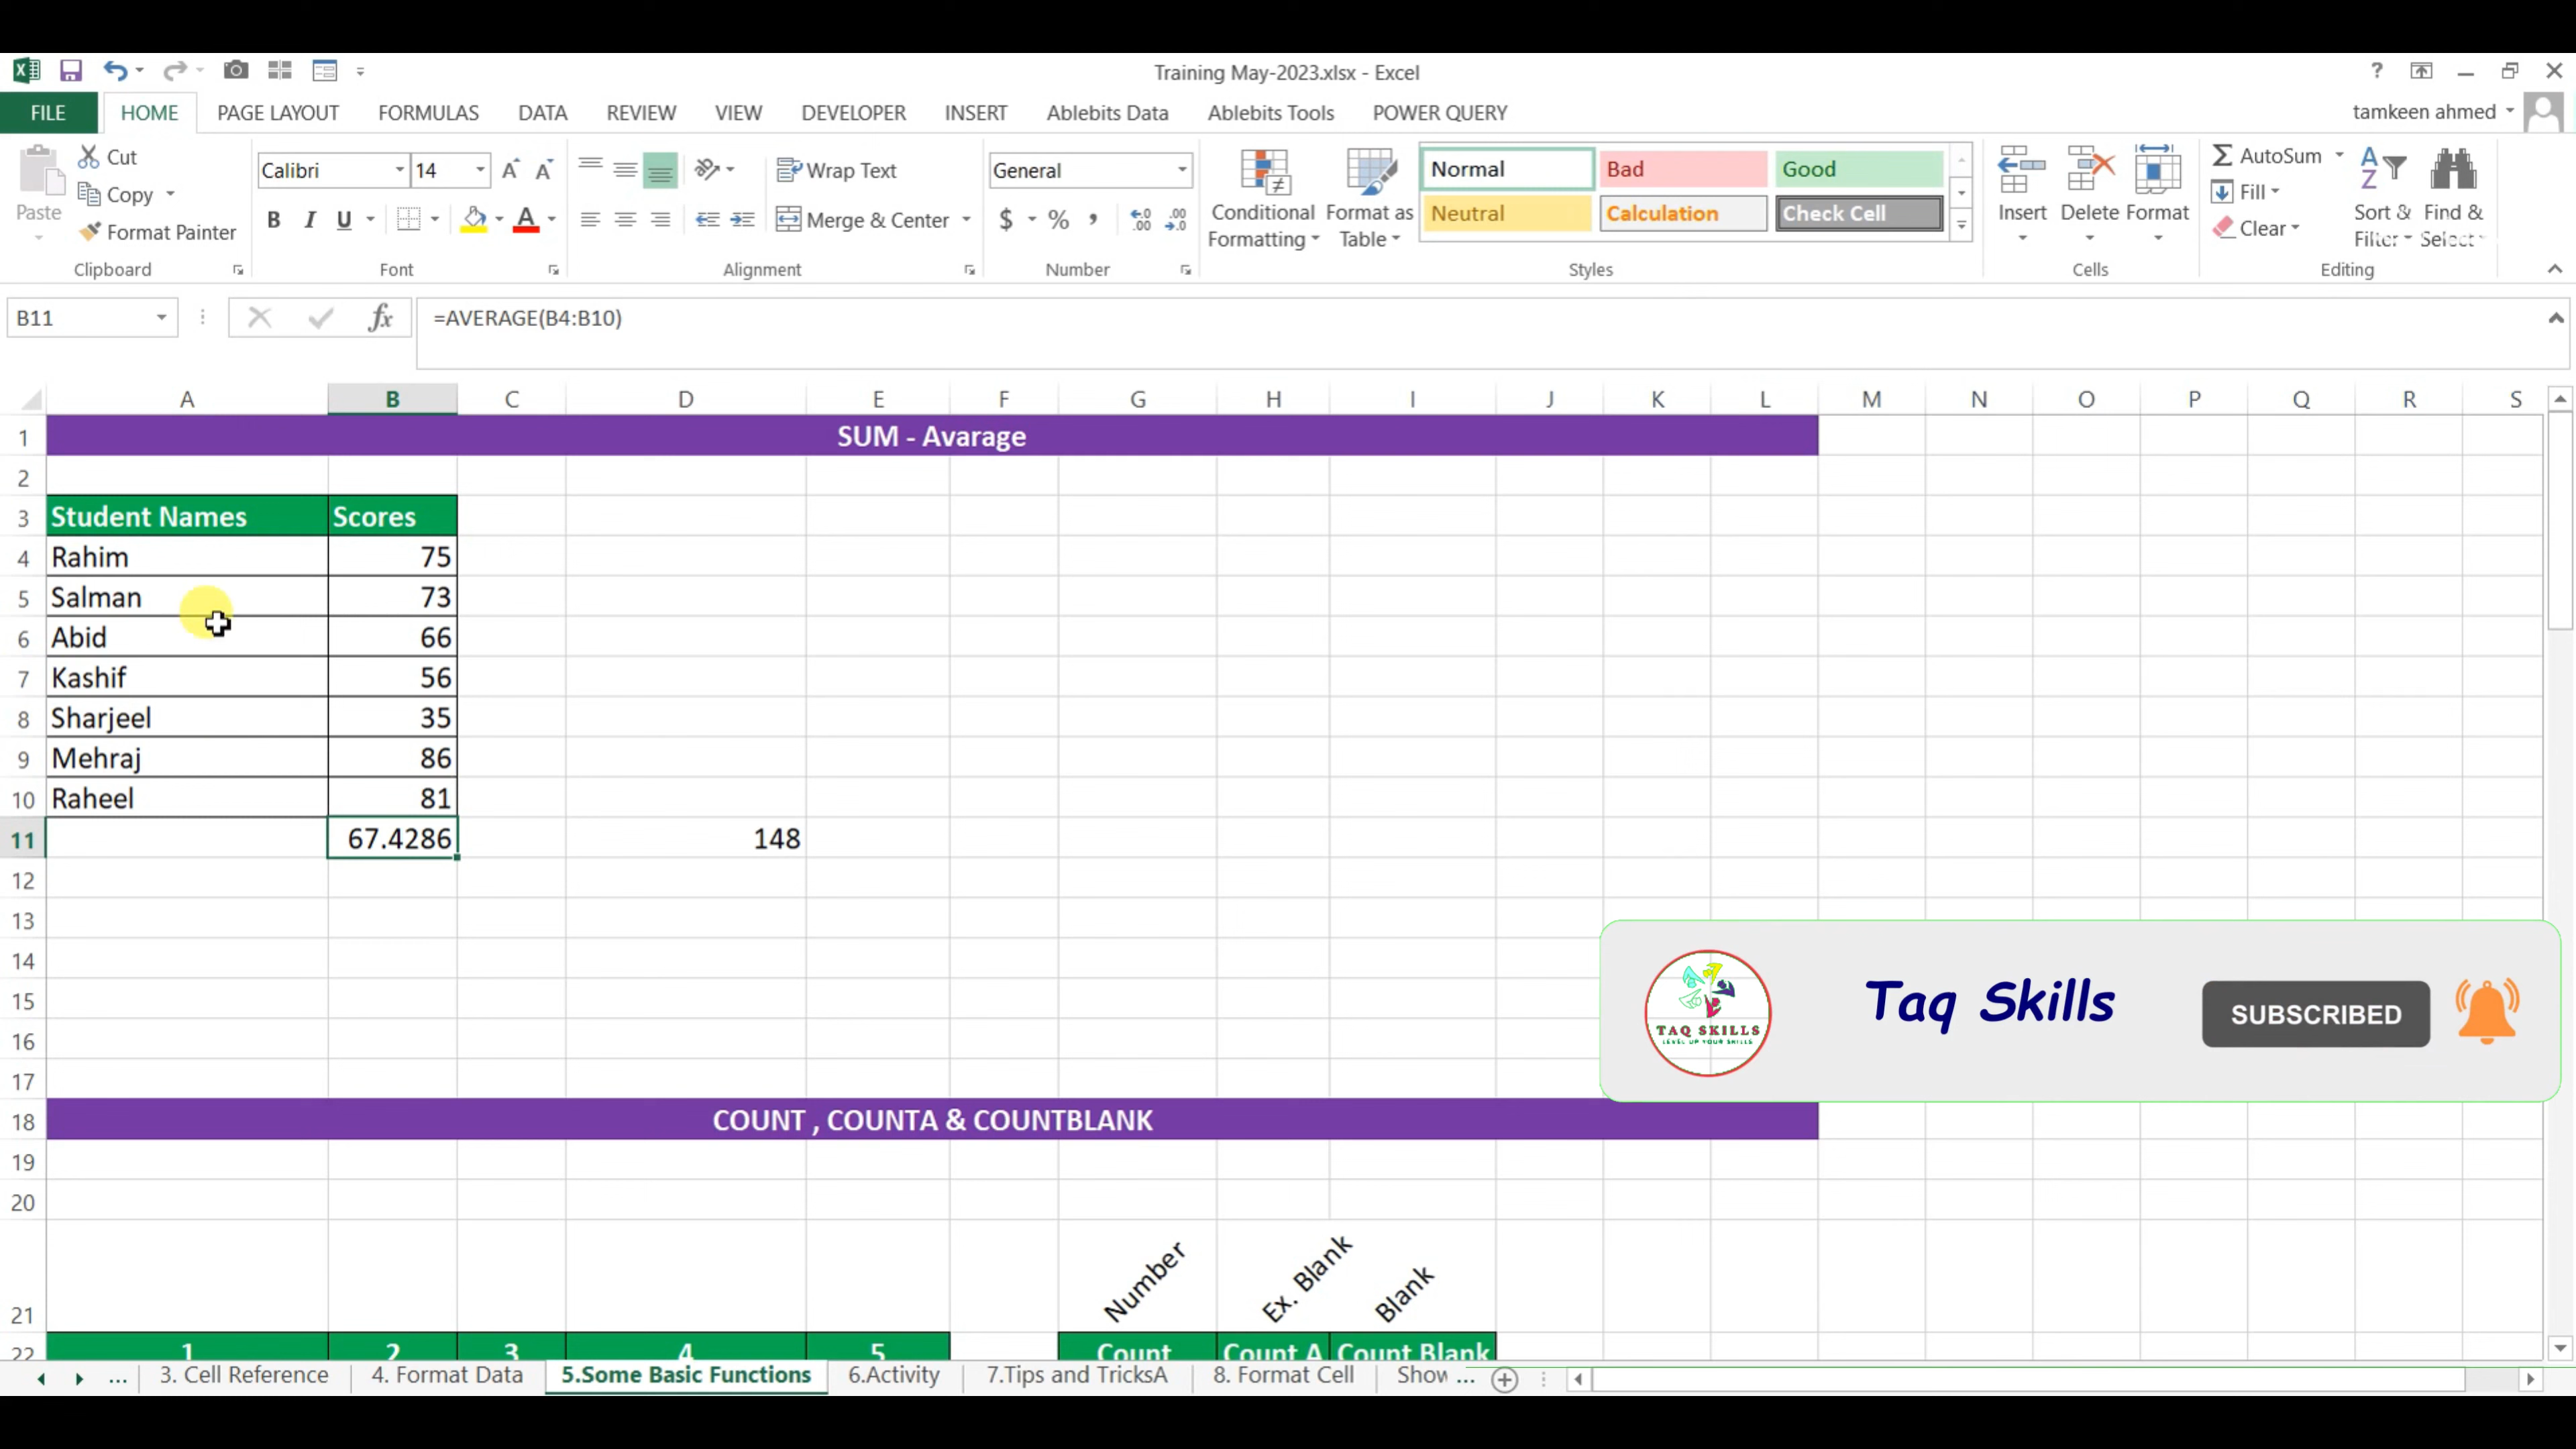 Training May-2023.xlsx - Excel
?
FILE HOME PAGE LAYOUT FORMULAS DATA REVIEW VIEW DEVELOPER INSERT Ablebits Data Ablebits Tools POWER QUERY tamkeen ahmed
Paste
Cut
Copy
Format Painter
Clipboard
Calibri 14
B I U
Font
Wrap Text
Merge & Center
Alignment
General
$ % ,
Number
Conditional Formatting
Format as Table
Normal Bad Good
Neutral Calculation Check Cell
Styles
Insert Delete Format
Cells
AutoSum
Fill
Clear
Sort & Filter
Find & Select
Editing
B11 fx =AVERAGE(B4:B10)
A B C D E F G H I J K L M N O P Q R S
1 SUM - Avarage
2
3 Student Names Scores
4 Rahim 75
5 Salman 73
6 Abid 66
7 Kashif 56
8 Sharjeel 35
9 Mehraj 86
10 Raheel 81
11 67.4286 148
12
13
14
15
16
17
TAQ SKILLS
LEVEL UP YOUR SKILLS
Taq Skills
SUBSCRIBED
18 COUNT , COUNTA & COUNTBLANK
19
20
21 Number Ex. Blank Blank
22 1 2 3 4 5 Count Count A Count Blank
... 3. Cell Reference 4. Format Data 5.Some Basic Functions 6.Activity 7.Tips and TricksA 8. Format Cell Show ...